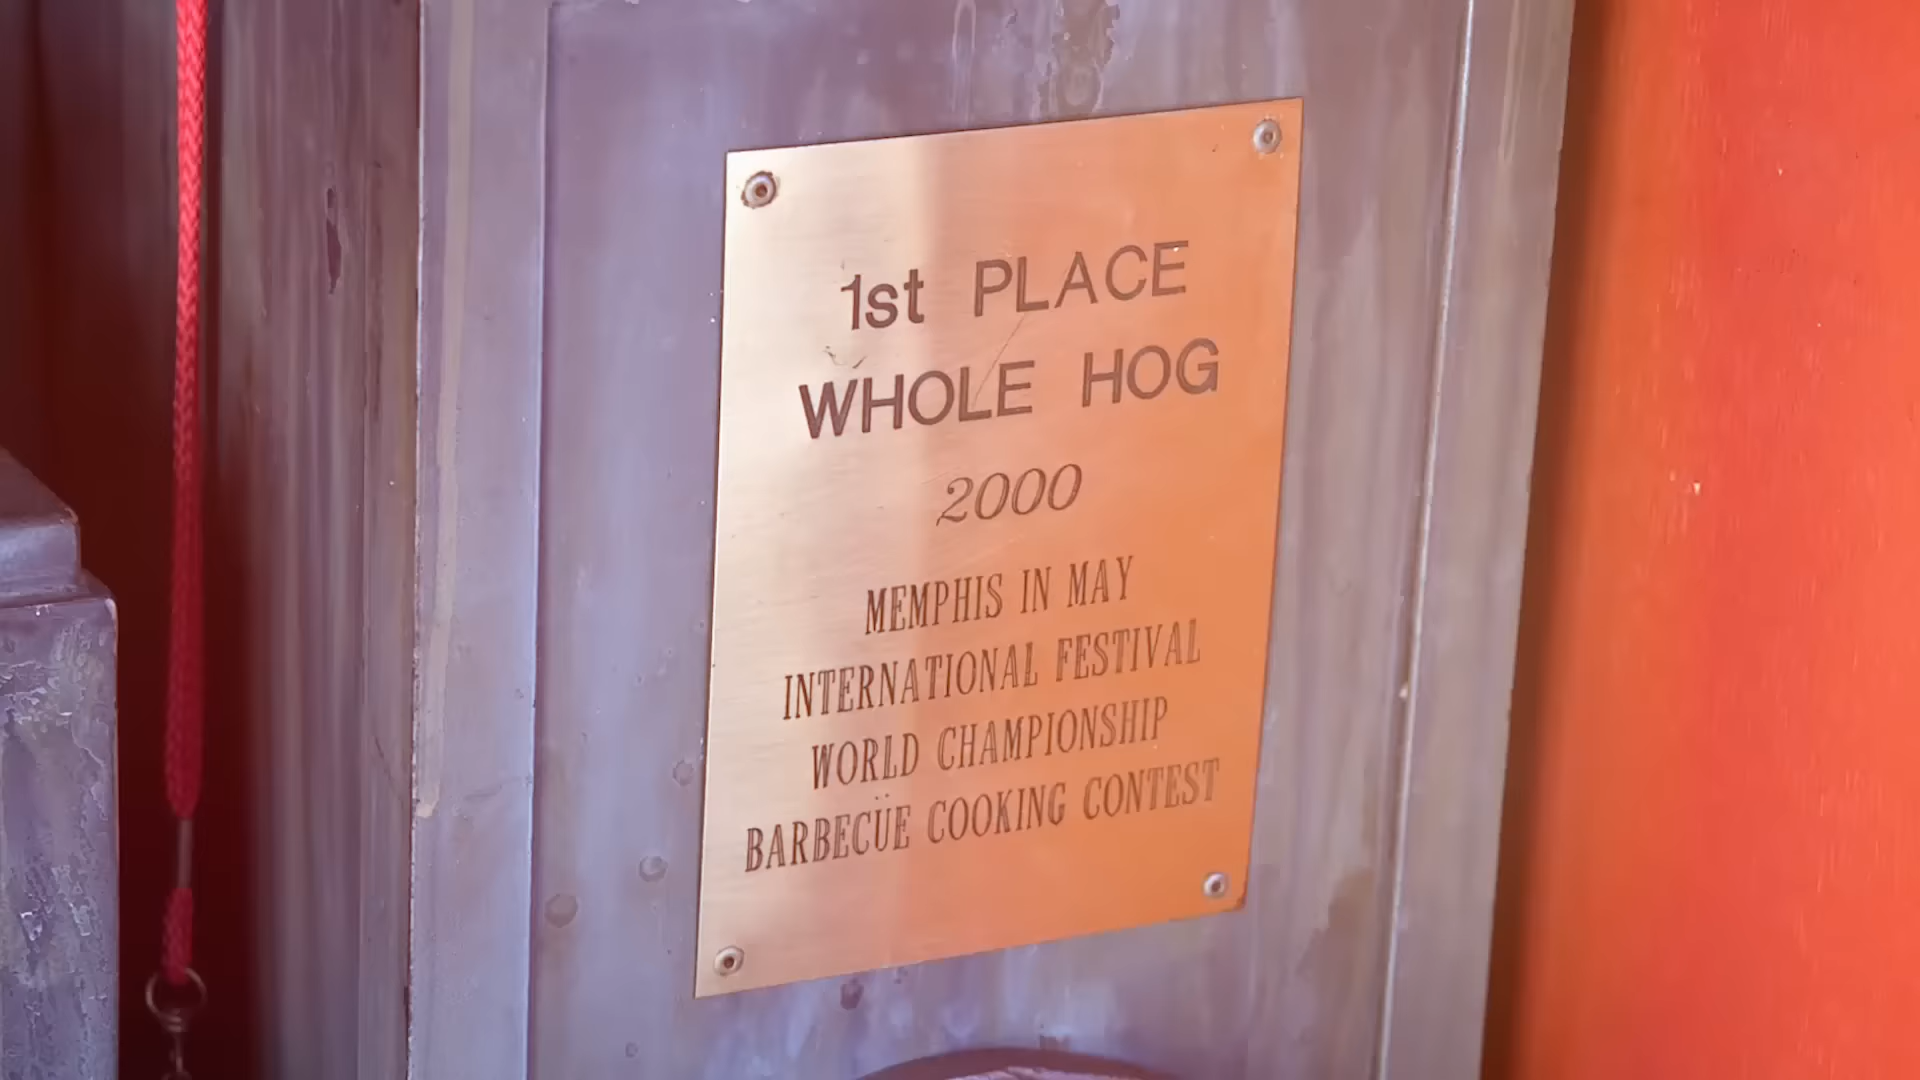 1st PLACE
WHOLE HOG
2000
MEMPHIS IN MAY
INTERNATIONAL FESTIVAL
WORLD CHAMPIONSHIP
BARBECUE COOKING CONTEST